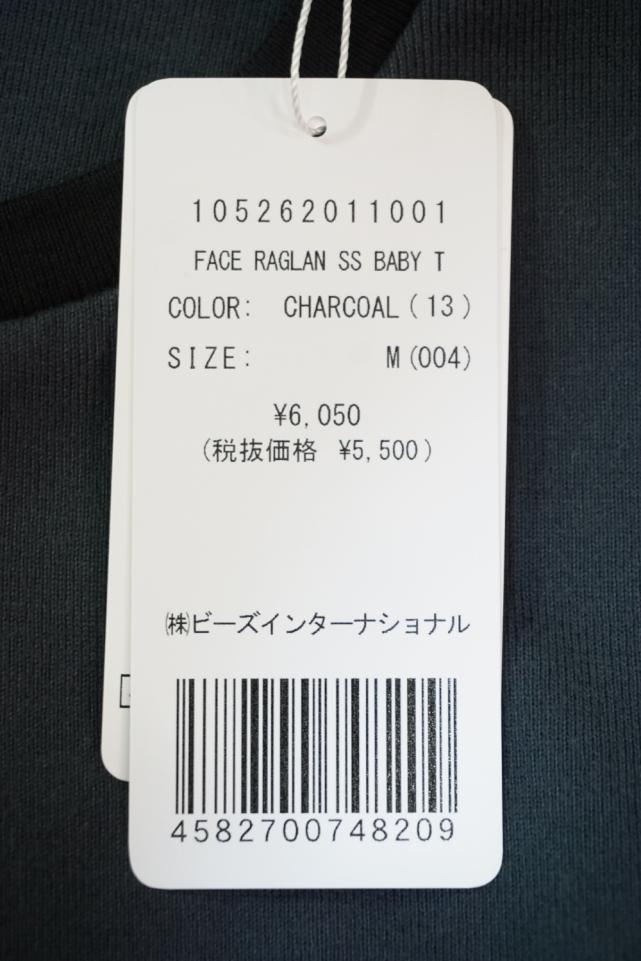 105262011001
FACE RAGLAN SS BABY T
COLOR: CHARCOAL(13)
SIZE: M(004)
¥6,050
(税抜価格 ¥5,500)
㈱ビーズインターナショナル
4582700748209